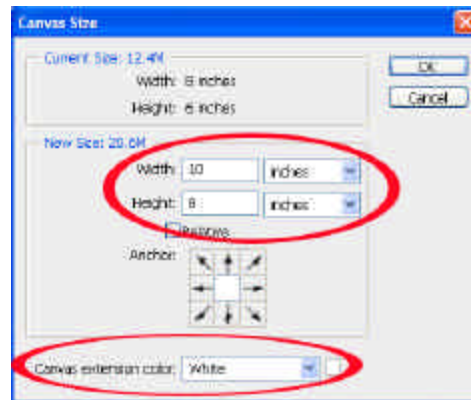 Canvas Size
Current Size: 12.4M
Width: 8 inches
Height: 6 inches
OK
Cancel
New Size: 20.6M
Width: 10 inches
Height: 8 inches
Relative
Anchor:
Canvas extension color: White